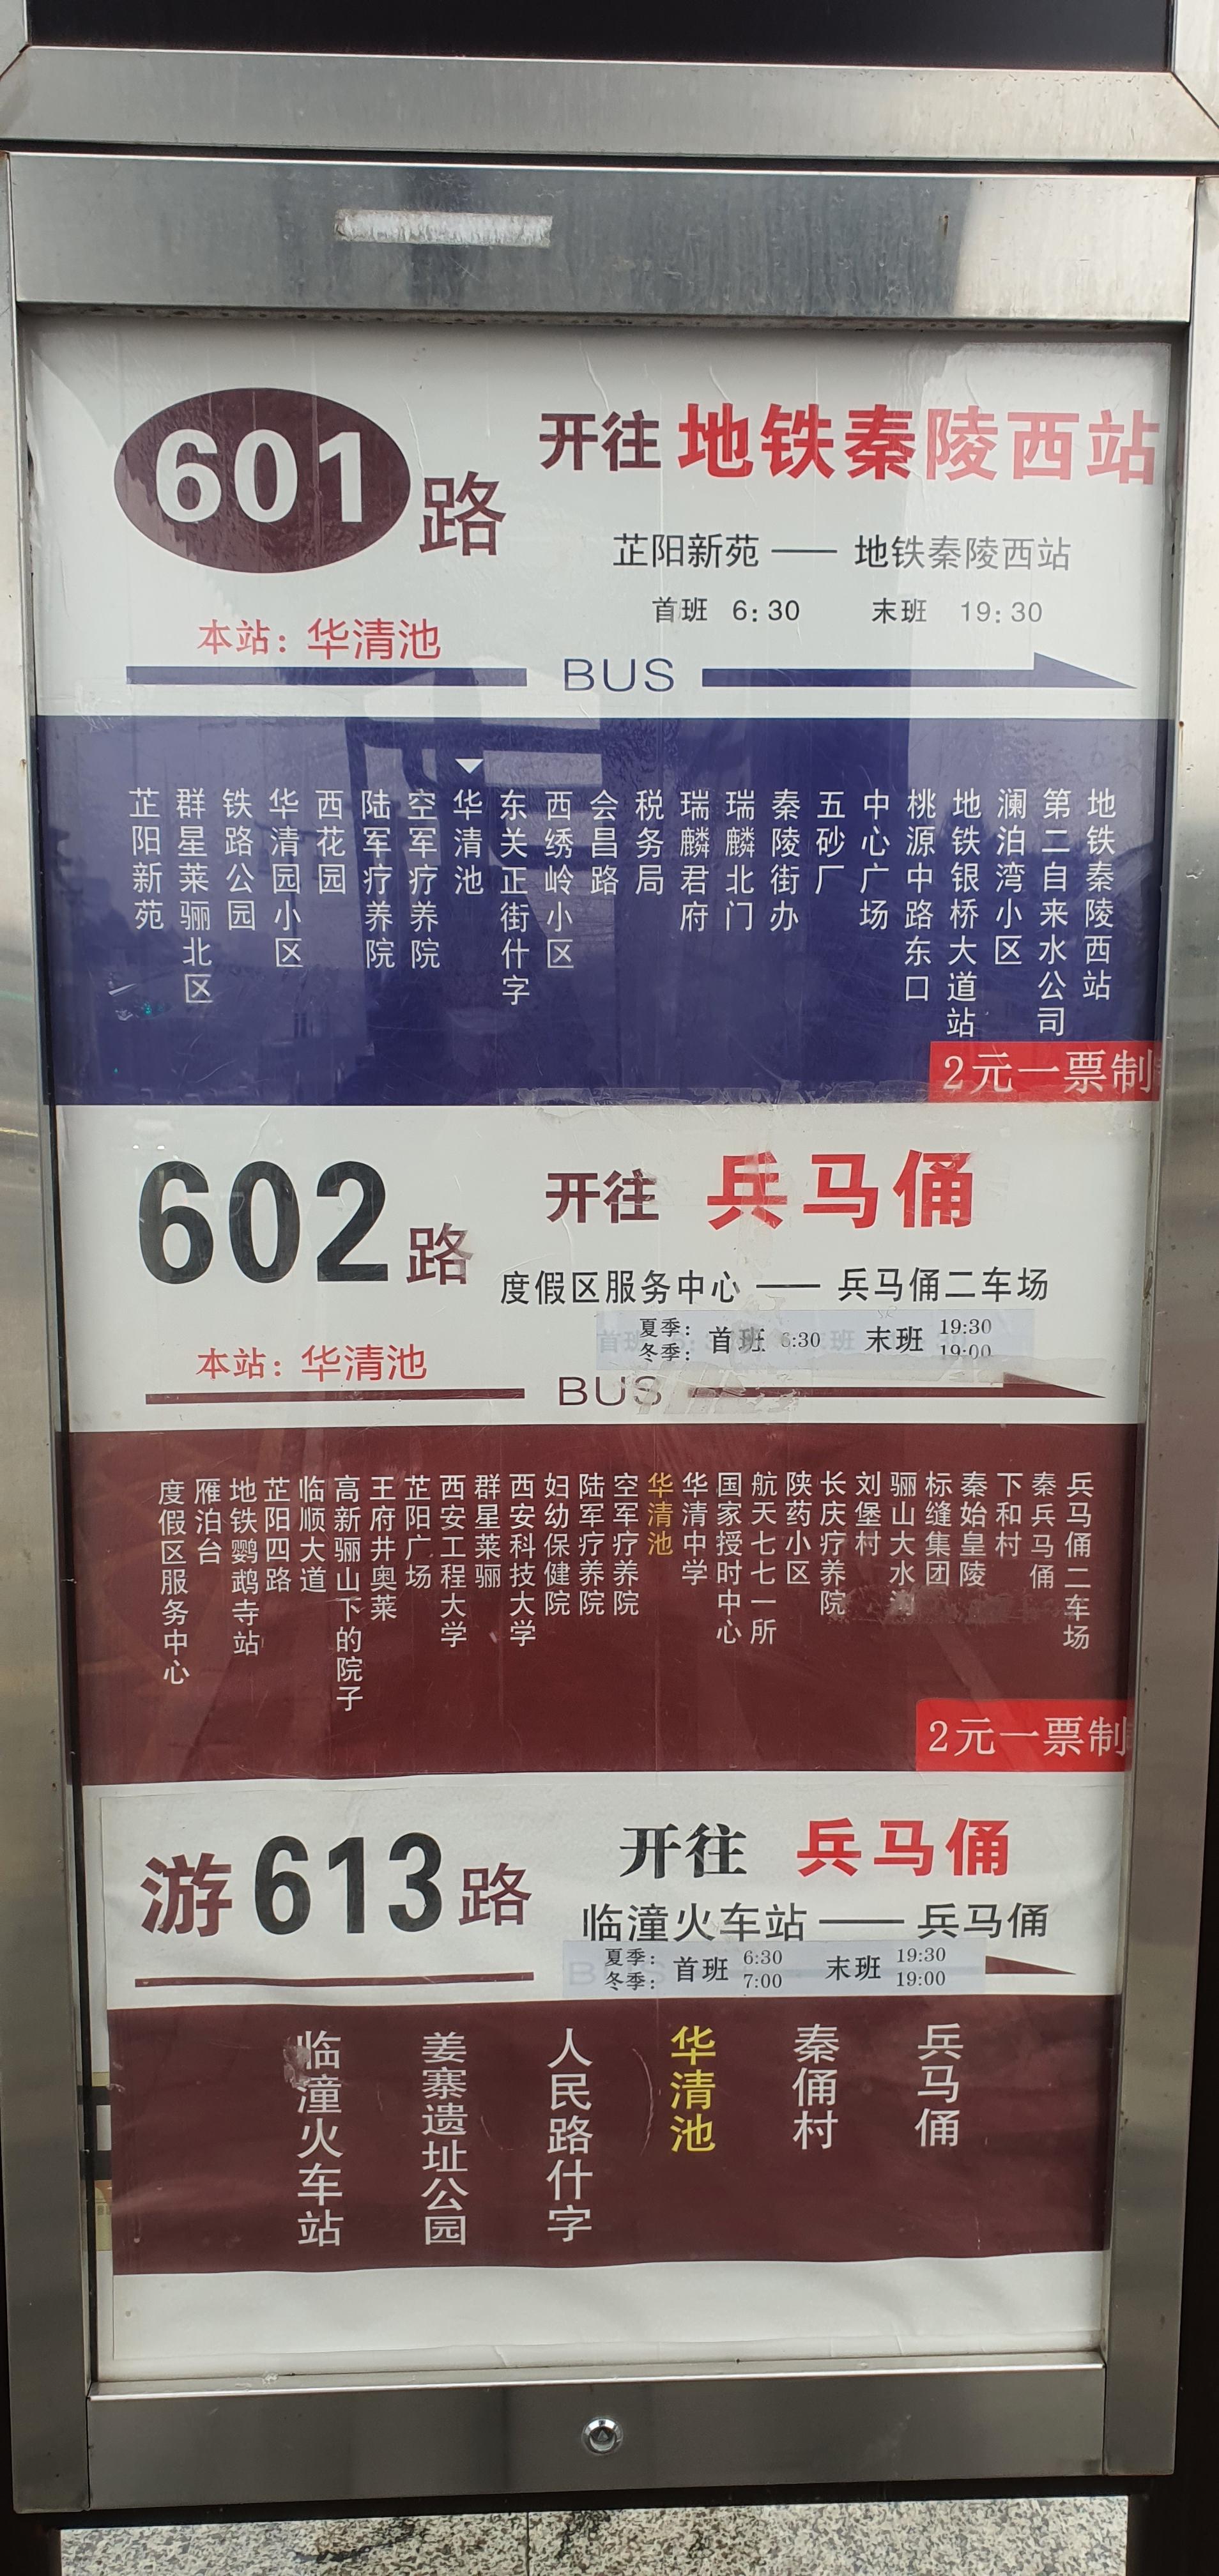 601路
开往 地铁秦陵西站
芷阳新苑 —— 地铁秦陵西站
首班 6:30 末班 19:30
本站：华清池
BUS
芷阳新苑
群星莱骊北区
铁路公园
华清园小区
西花园
陆军疗养院
空军疗养院
华清池
东关正街什字
西绣岭小区
会昌路
税务局
瑞麟君府
瑞麟北门
秦陵街办
五砂厂
中心广场
桃源中路东口
地铁银桥大道站
澜泊湾小区
第二自来水公司
地铁秦陵西站
2元一票制
602路
开往 兵马俑
度假区服务中心 —— 兵马俑二车场
夏季：
冬季：
首班 6:30 末班
19:30
19:00
本站：华清池
BUS
度假区服务中心
雁泊台
地铁鹦鹉寺站
芷阳四路
临顺大道
高新骊山下的院子
王府井奥莱
芷阳广场
西安工程大学
群星莱骊
西安科技大学
妇幼保健院
陆军疗养院
空军疗养院
华清池
华清中学
国家授时中心
航天七七一所
陕药小区
长庆疗养院
刘堡村
骊山大水
标缝集团
秦始皇陵
下和村
秦兵马俑
兵马俑二车场
2元一票制
游613路
开往 兵马俑
临潼火车站 —— 兵马俑
夏季：
冬季：
首班
6:30
7:00
末班
19:30
19:00
临潼火车站
姜寨遗址公园
人民路什字
华清池
秦俑村
兵马俑